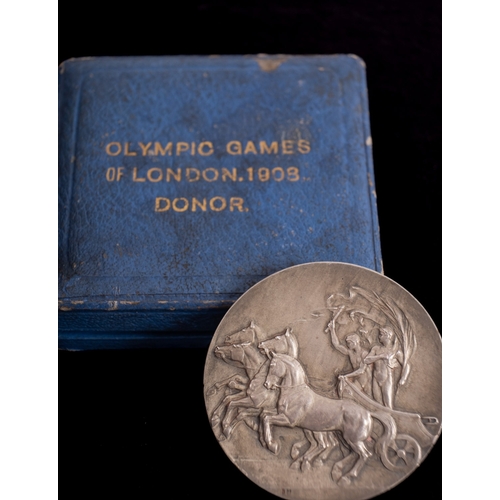 OLYMPIC GAMES
OF LONDON.1908.
DONOR.